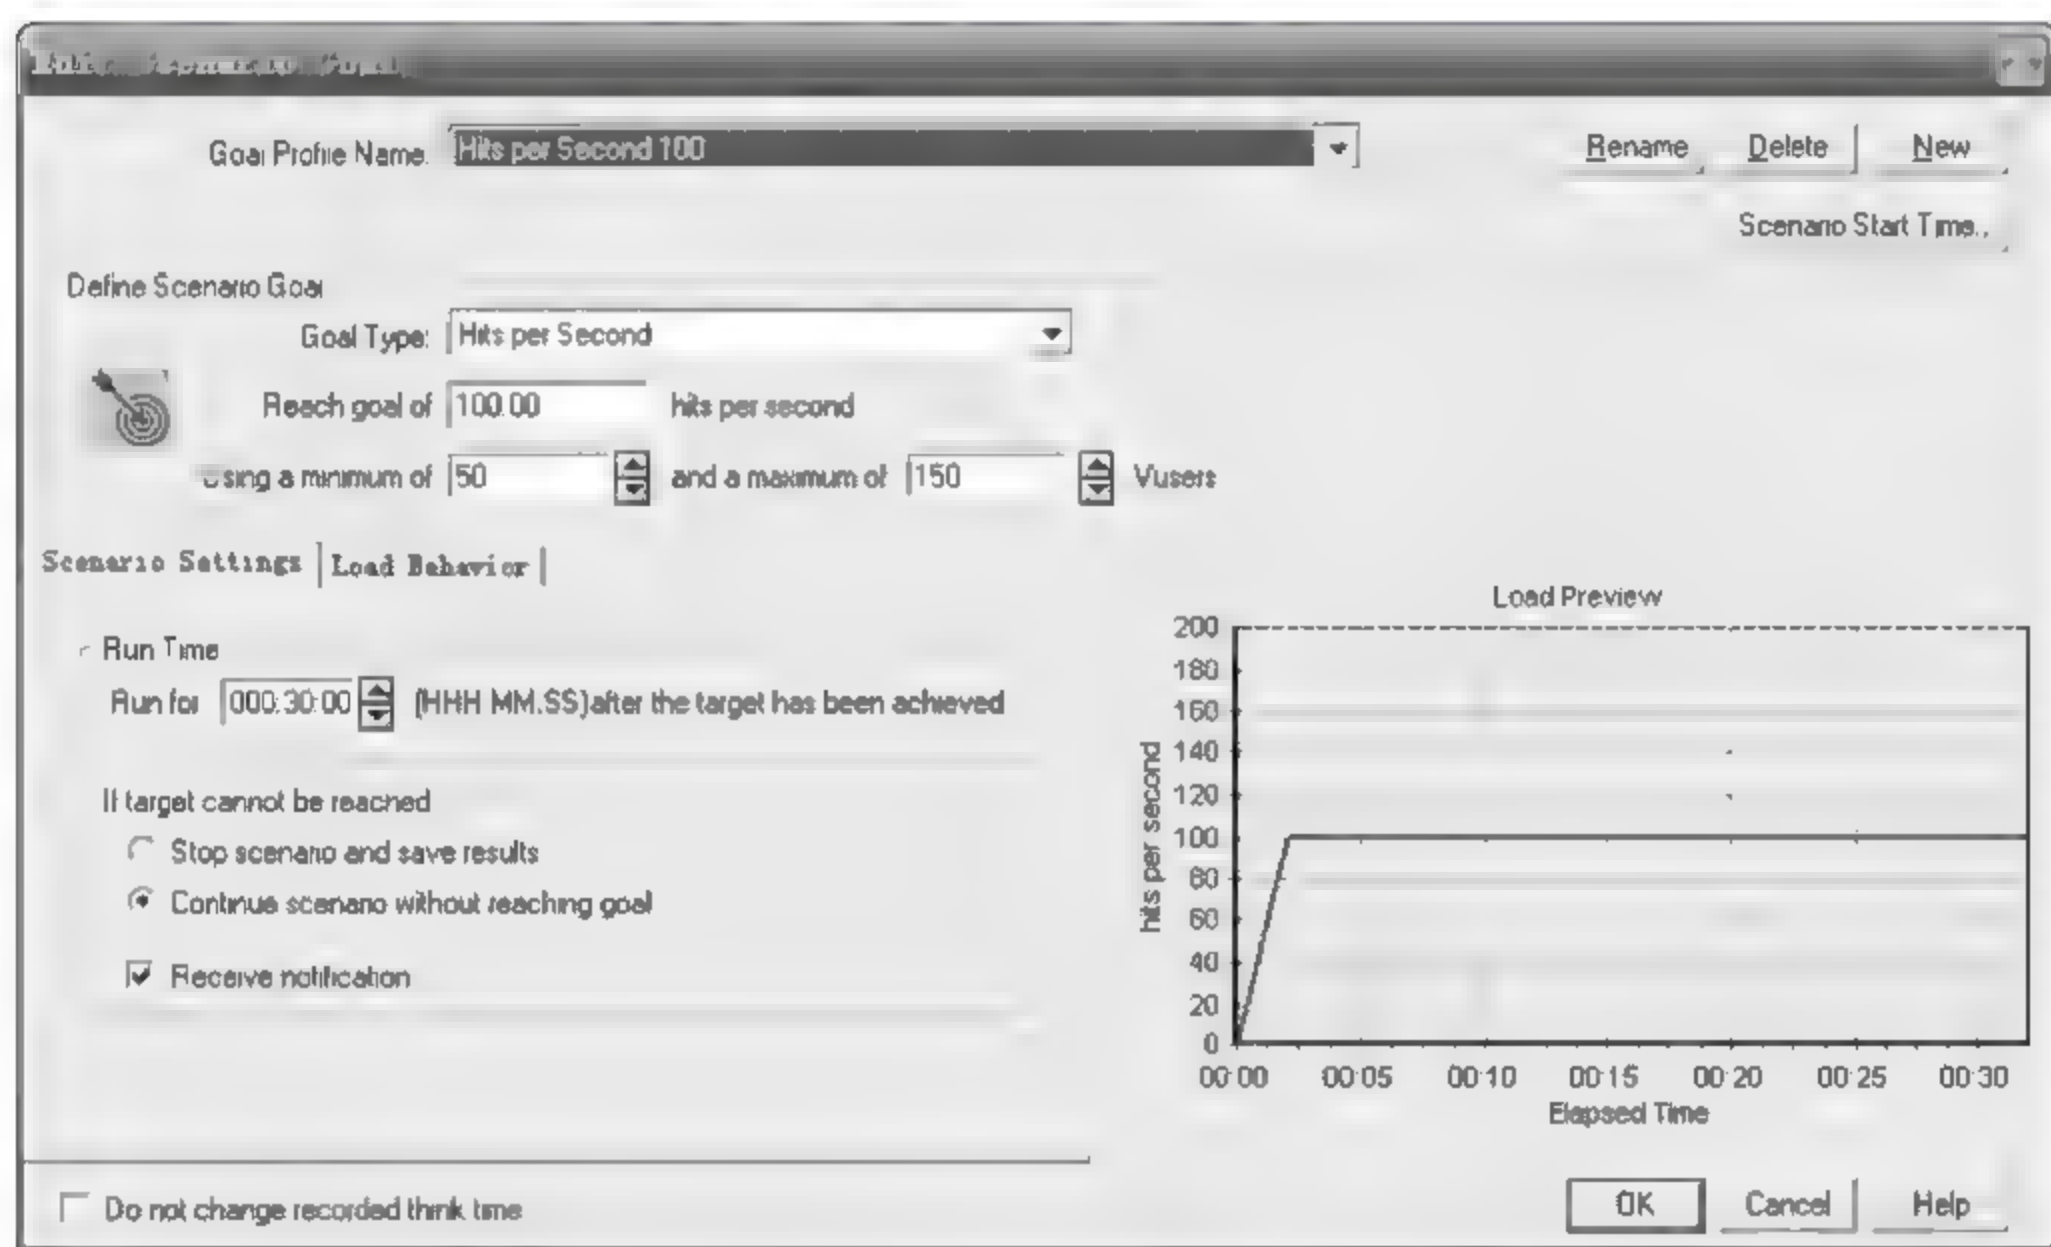 Goal Profile Name: Hits per Second 100
Rename Delete New
Scenario Start Time..
Define Scenario Goal
Goal Type: Hits per Second
Reach goal of 100.00 hits per second
Using a minimum of 50 and a maximum of 150 Vusers
Scenario Settings Load Behavior
Run Time
Run for 000:30:00 (HHH MM.SS)after the target has been achieved
If target cannot be reached
Stop scenario and save results
Continue scenario without reaching goal
Receive notification
Load Preview
200
180
160
140
120
100
80
60
40
20
0
hits per second
00:00 00:05 00:10 00:15 00:20 00:25 00:30
Elapsed Time
Do not change recorded think time
OK Cancel Help